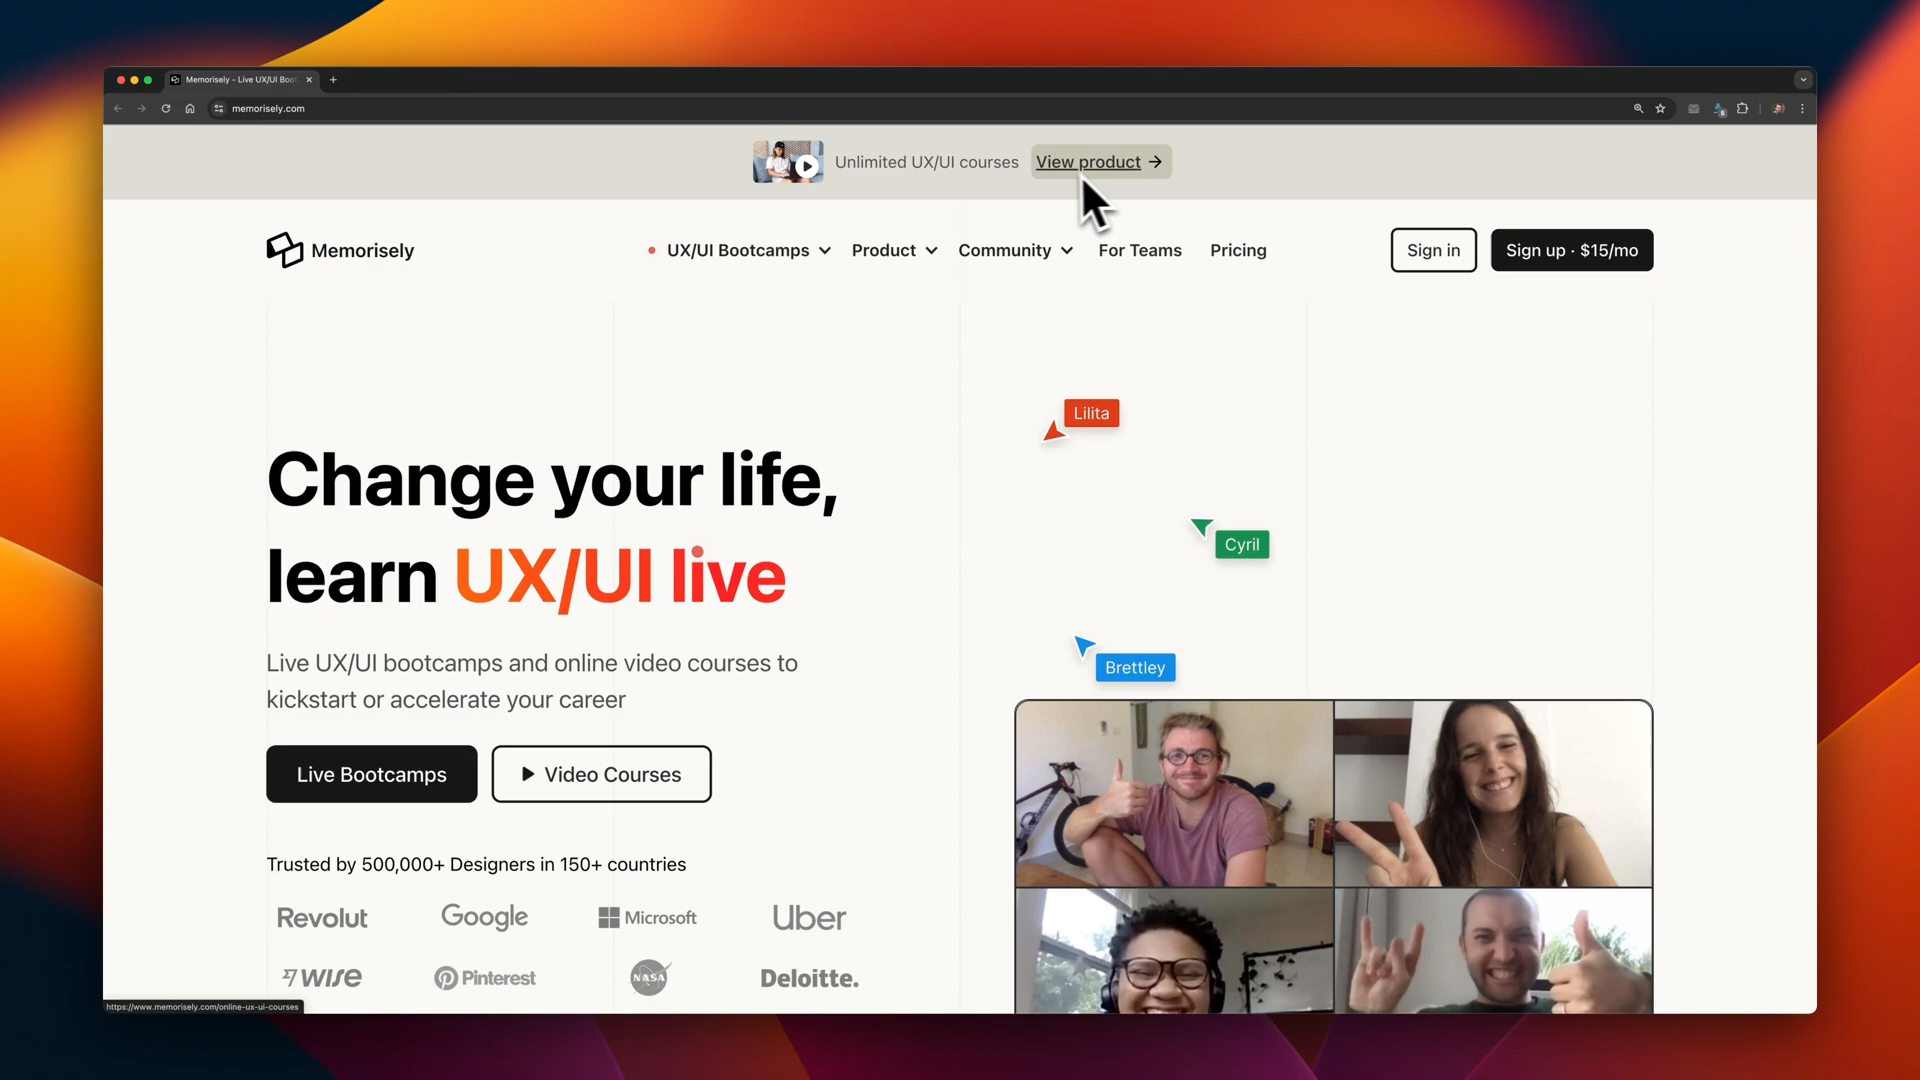 Memorisely - Live UX/UI Boot
memorisely.com
Unlimited UX/UI courses View product →
Memorisely
UX/UI Bootcamps Product Community For Teams Pricing
Sign in Sign up · $15/mo
Lilita
Cyril
Brettley
Change your life,
learn UX/UI live
Live UX/UI bootcamps and online video courses to
kickstart or accelerate your career
Live Bootcamps Video Courses
Trusted by 500,000+ Designers in 150+ countries
Revolut Google Microsoft Uber
WISE Pinterest NASA Deloitte.
https://www.memorisely.com/online-ux-ui-courses